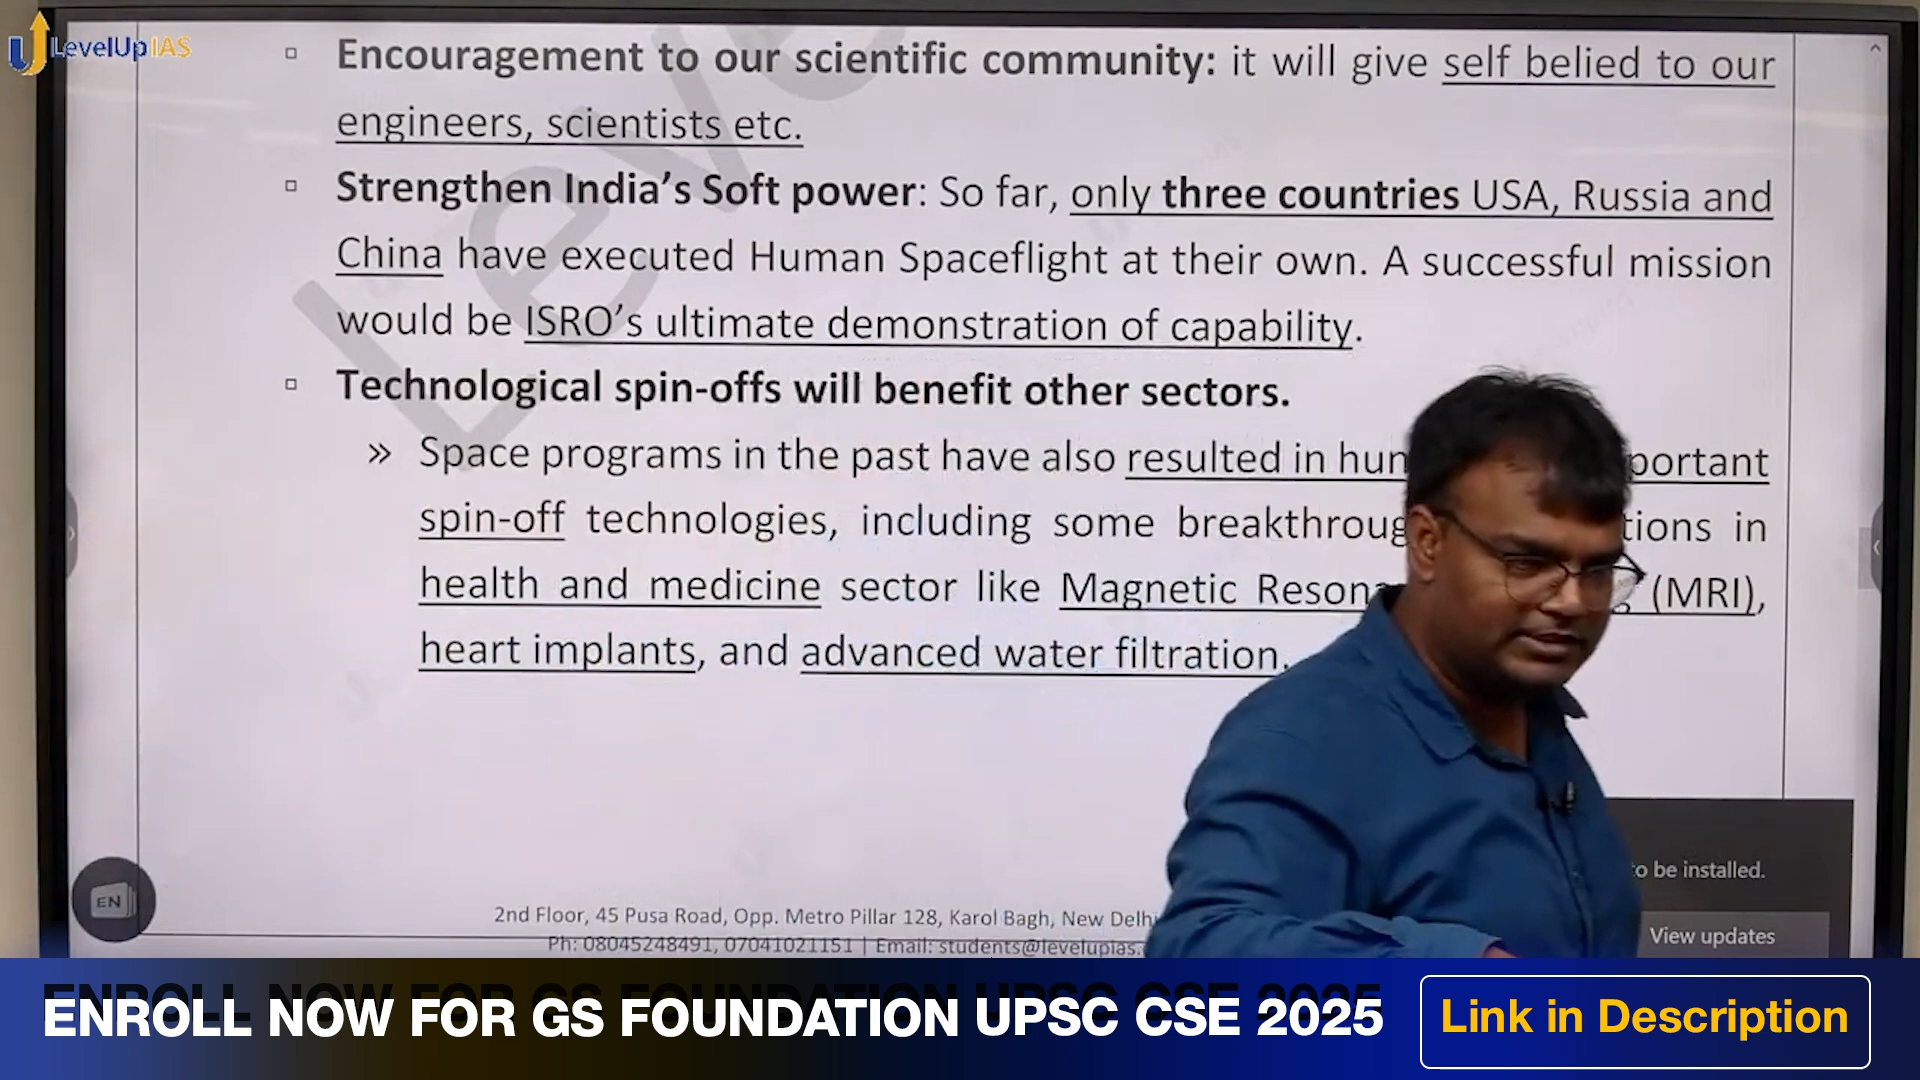 LevelUp IAS
Encouragement to our scientific community: it will give self belied to our
engineers, scientists etc.
Strengthen India's Soft power: So far, only three countries USA, Russia and
China have executed Human Spaceflight at their own. A successful mission
would be ISRO's ultimate demonstration of capability.
Technological spin-offs will benefit other sectors.
» Space programs in the past have also resulted in hun portant
spin-off technologies, including some breakthroug tions in
health and medicine sector like Magnetic Reson (MRI),
heart implants, and advanced water filtration.
to be installed.
EN
2nd Floor, 45 Pusa Road, Opp. Metro Pillar 128, Karol Bagh, New Delhi
View updates
Ph: 08045248491, 07041021151 | Email: students@levelupias.
ENROLL NOW FOR GS FOUNDATION UPSC CSE 2025
Link in Description